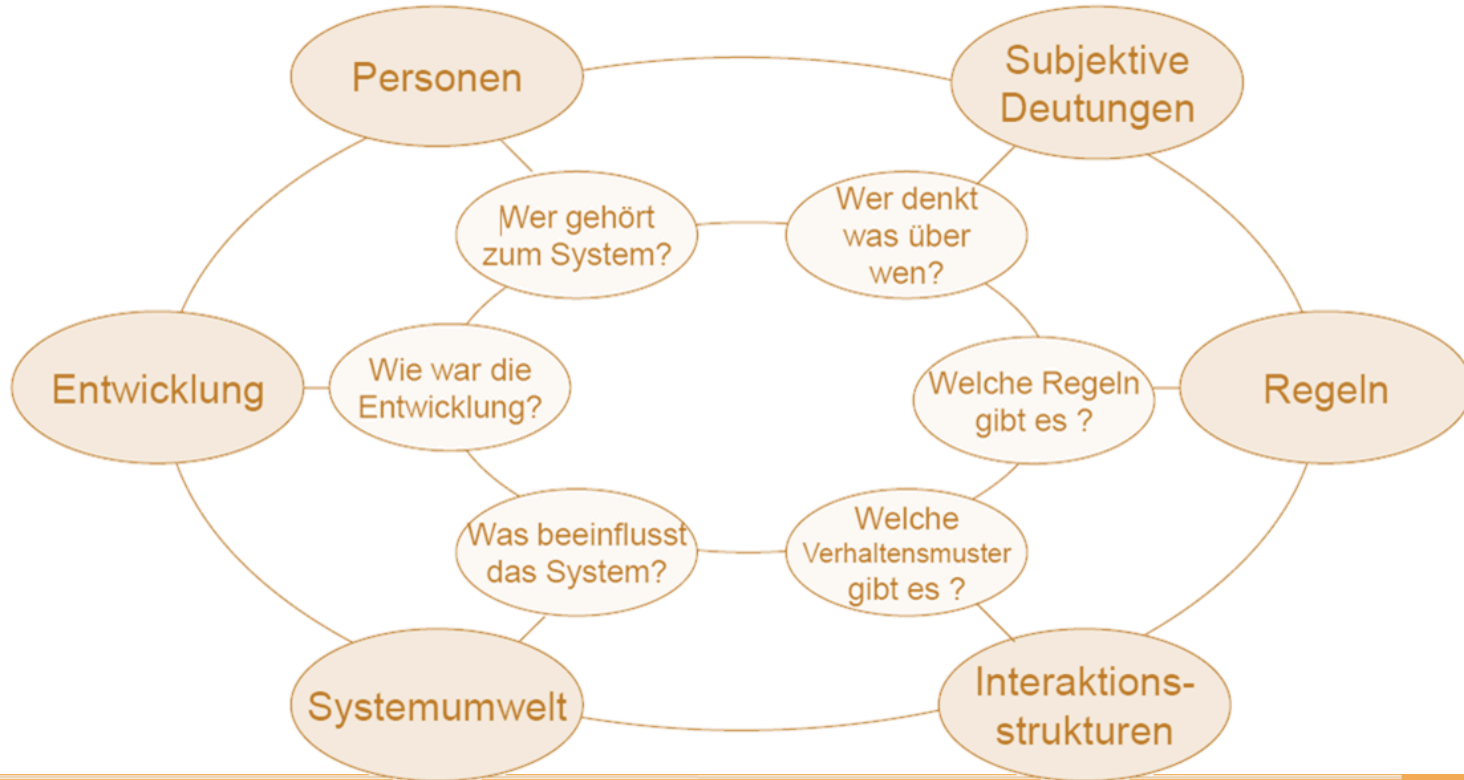 Personen
Subjektive
Deutungen
Wer gehört
zum System?
Wer denkt
was über
wen?
Entwicklung
Wie war die
Entwicklung?
Welche Regeln
gibt es ?
Regeln
Was beeinflusst
das System?
Welche
Verhaltensmuster
gibt es ?
Systemumwelt
Interaktions-
strukturen